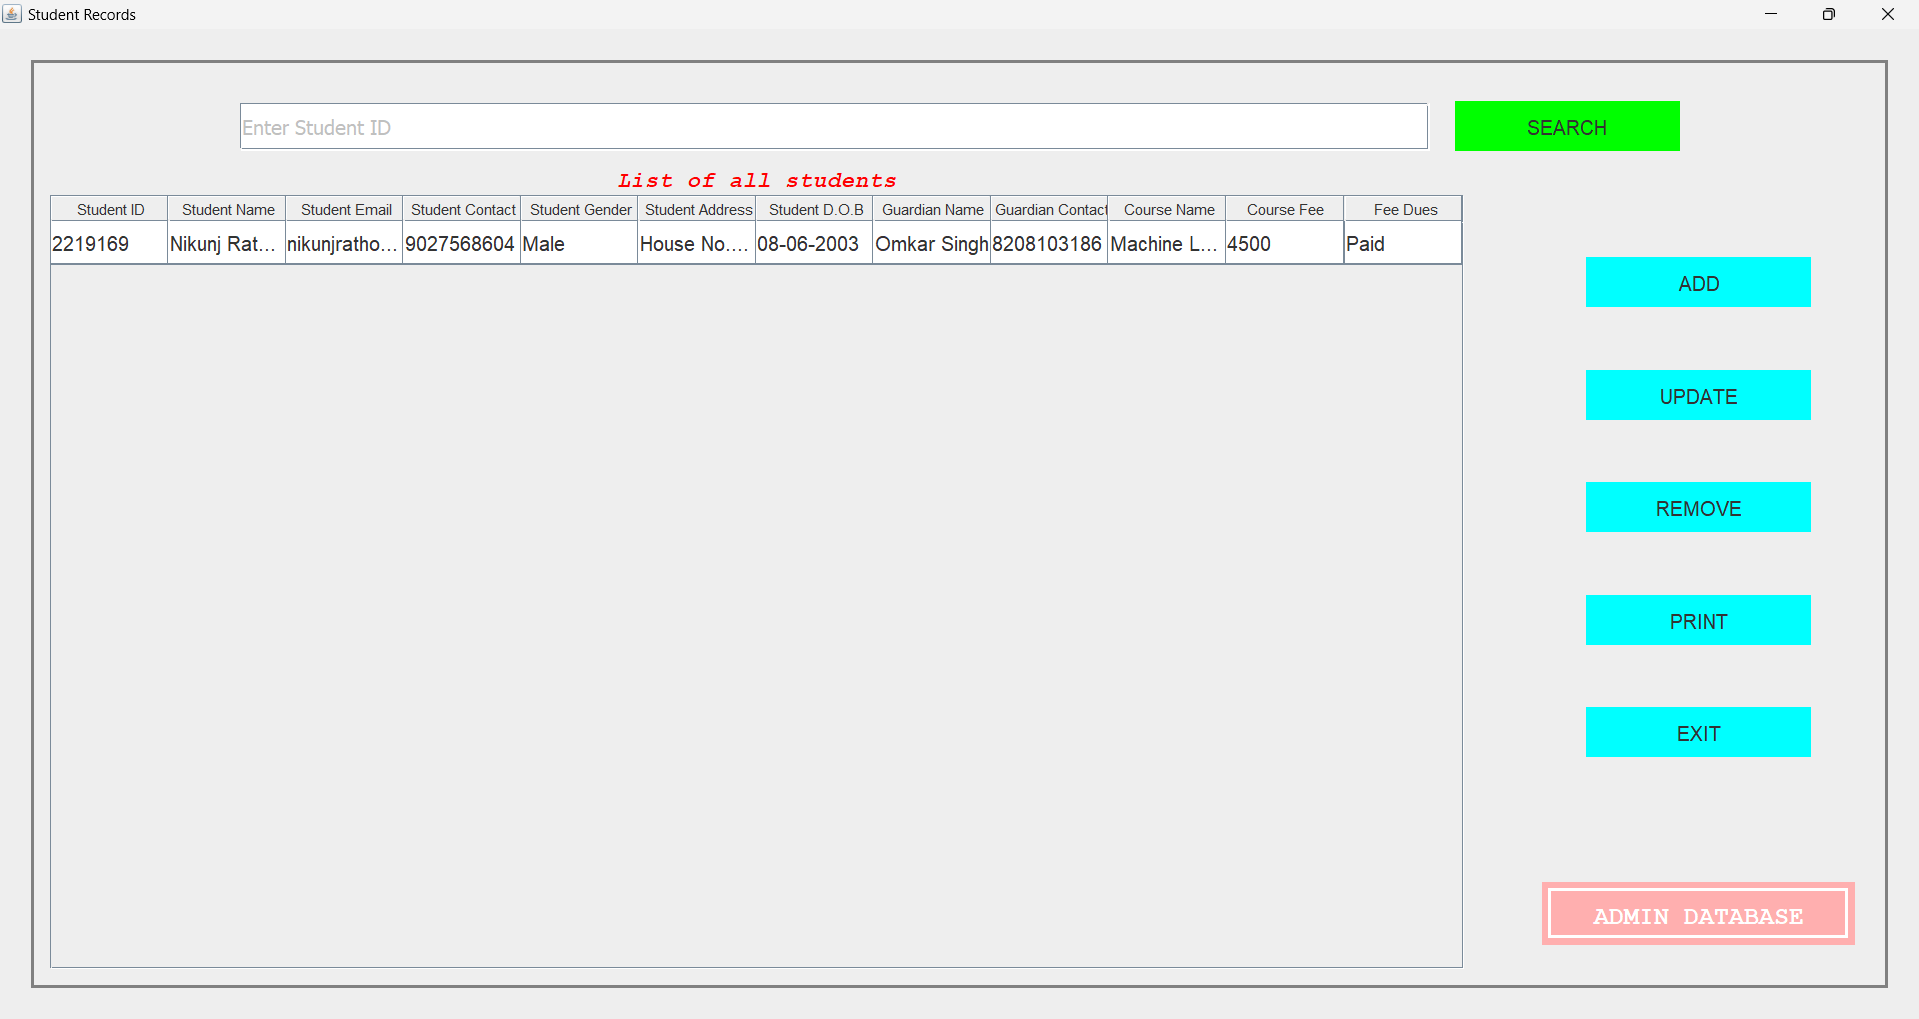 Student Records
Enter Student ID
SEARCH
List of all students
Student ID Student Name Student Email Student Contact Student Gender Student Address Student D.O.B Guardian Name Guardian Contact Course Name Course Fee Fee Dues
2219169 Nikunj Rat... nikunjratho... 9027568604 Male House No.... 08-06-2003 Omkar Singh 8208103186 Machine L... 4500 Paid
ADD
UPDATE
REMOVE
PRINT
EXIT
ADMIN DATABASE